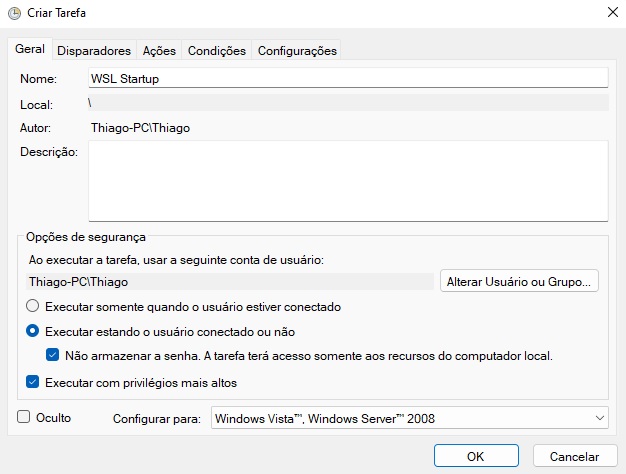 Criar Tarefa
Geral Disparadores Ações Condições Configurações
Nome: WSL Startup
Local: \
Autor: Thiago-PC\Thiago
Descrição:
Opções de segurança
Ao executar a tarefa, usar a seguinte conta de usuário:
Thiago-PC\Thiago Alterar Usuário ou Grupo...
Executar somente quando o usuário estiver conectado
Executar estando o usuário conectado ou não
Não armazenar a senha. A tarefa terá acesso somente aos recursos do computador local.
Executar com privilégios mais altos
Oculto Configurar para: Windows Vista™, Windows Server™ 2008
OK Cancelar